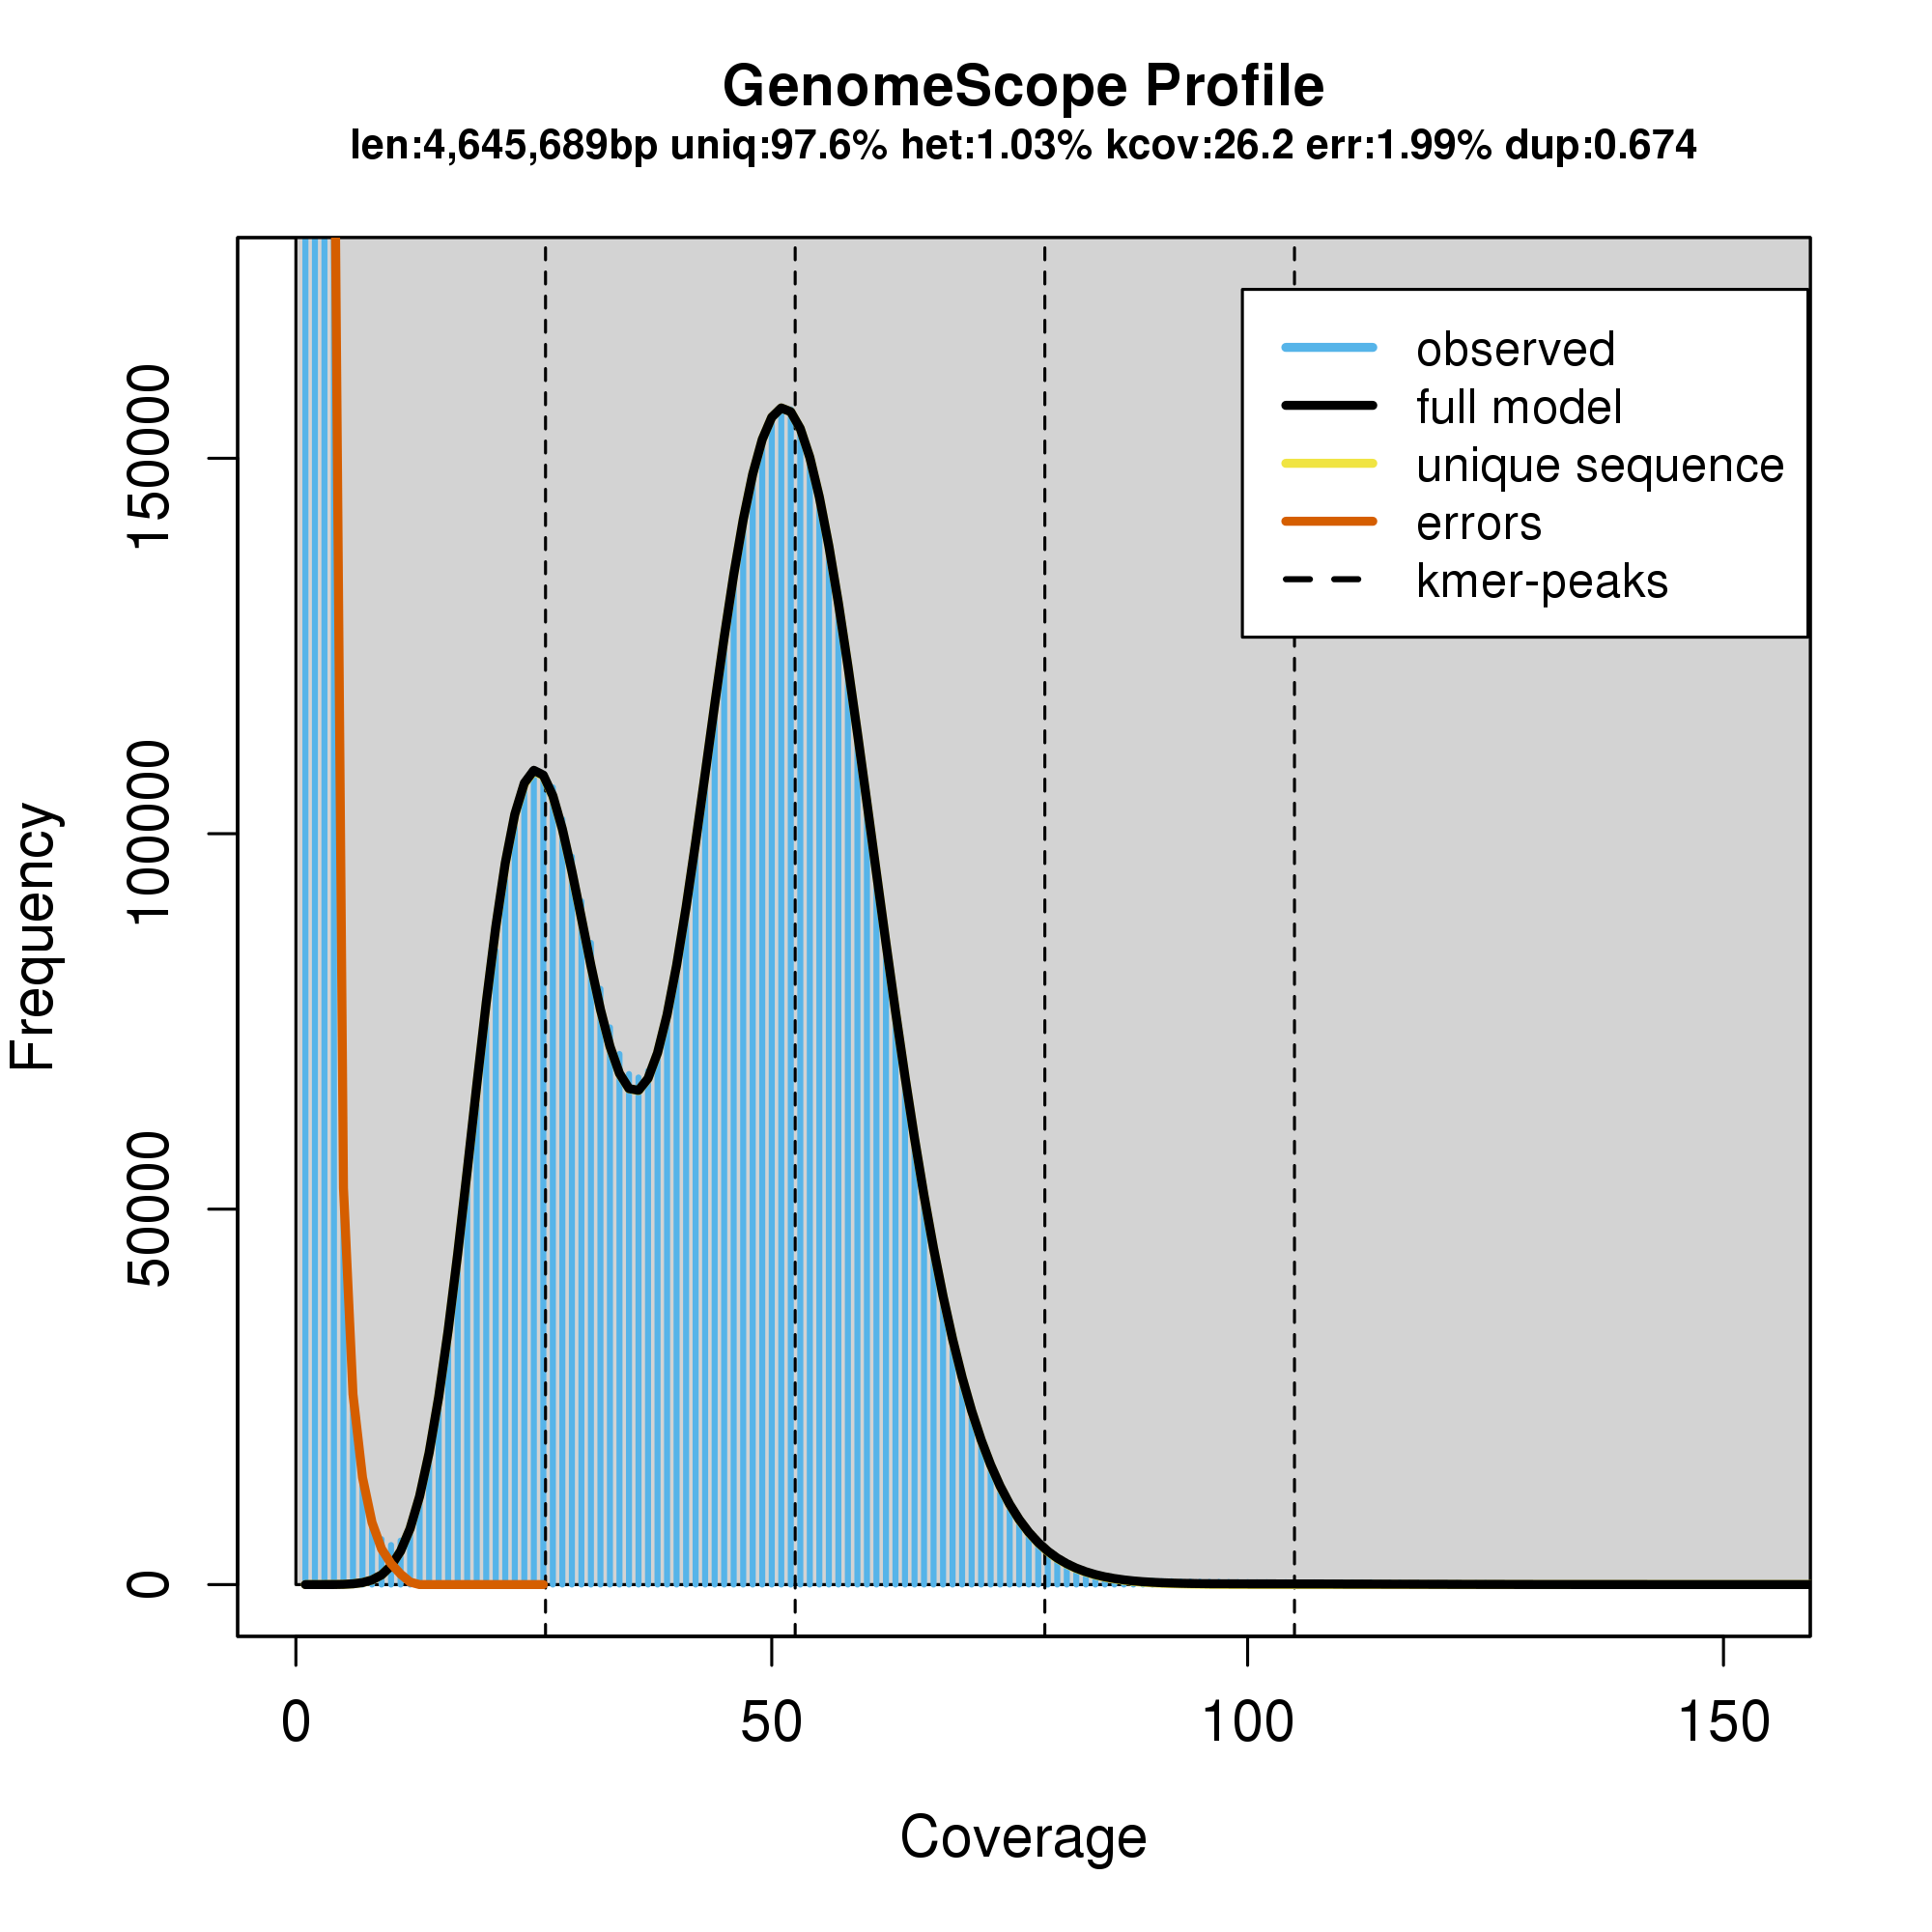 GenomeScope Profile
len:4,645,689bp uniq:97.6% het:1.03% kcov:26.2 err:1.99% dup:0.674
observed
full model
unique sequence
errors
kmer-peaks
Frequency
150000
100000
50000
0
0 50 100 150
Coverage